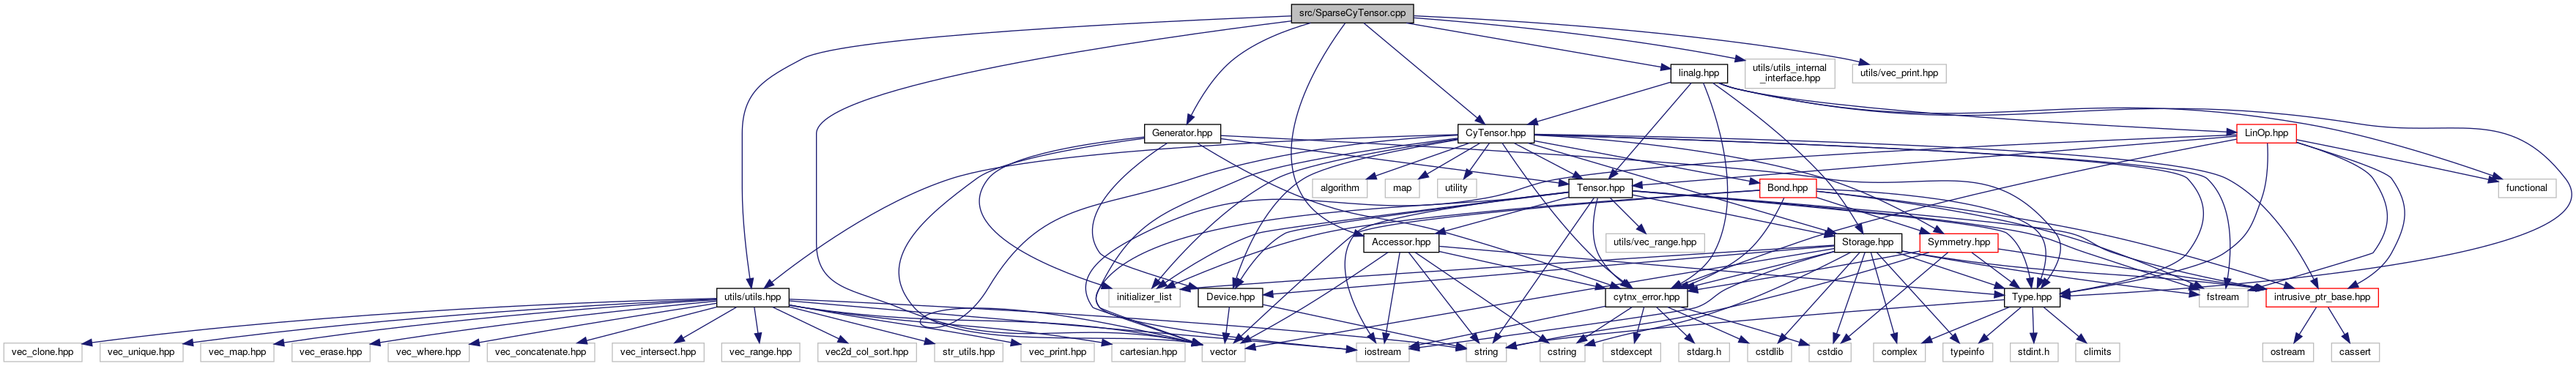 src/SparseCyTensor.cpp
linalg.hpp
utils/utils_internal
_interface.hpp
utils/vec_print.hpp
Generator.hpp
CyTensor.hpp
LinOp.hpp
algorithm
map
utility
Tensor.hpp
Bond.hpp
functional
Accessor.hpp
utils/vec_range.hpp
Storage.hpp
Symmetry.hpp
utils/utils.hpp
initializer_list
Device.hpp
cytnx_error.hpp
Type.hpp
fstream
intrusive_ptr_base.hpp
vec_clone.hpp
vec_unique.hpp
vec_map.hpp
vec_erase.hpp
vec_where.hpp
vec_concatenate.hpp
vec_intersect.hpp
vec_range.hpp
vec2d_col_sort.hpp
str_utils.hpp
vec_print.hpp
cartesian.hpp
vector
iostream
string
cstring
stdexcept
stdarg.h
cstdlib
cstdio
complex
typeinfo
stdint.h
climits
ostream
cassert